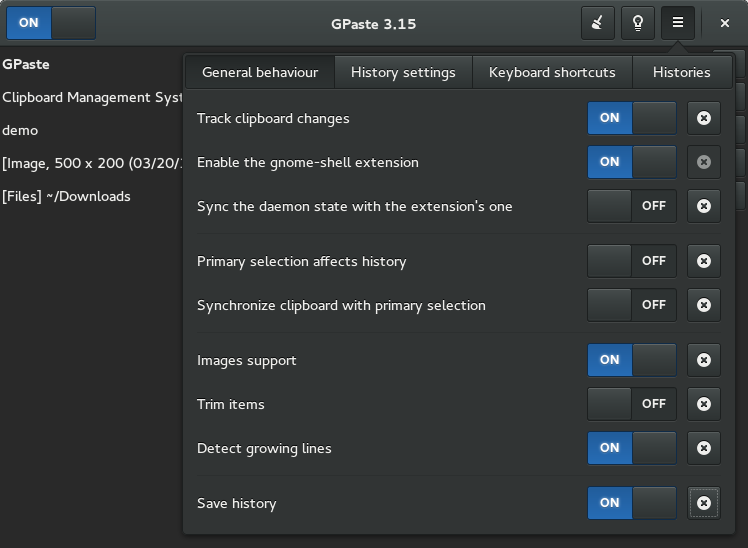 ON
GPaste 3.15
GPaste
Clipboard Management Syst
demo
[Image, 500 x 200 (03/20/
[Files] ~/Downloads
General behaviour
History settings
Keyboard shortcuts
Histories
Track clipboard changes ON
Enable the gnome-shell extension ON
Sync the daemon state with the extension's one OFF
Primary selection affects history OFF
Synchronize clipboard with primary selection OFF
Images support ON
Trim items OFF
Detect growing lines ON
Save history ON